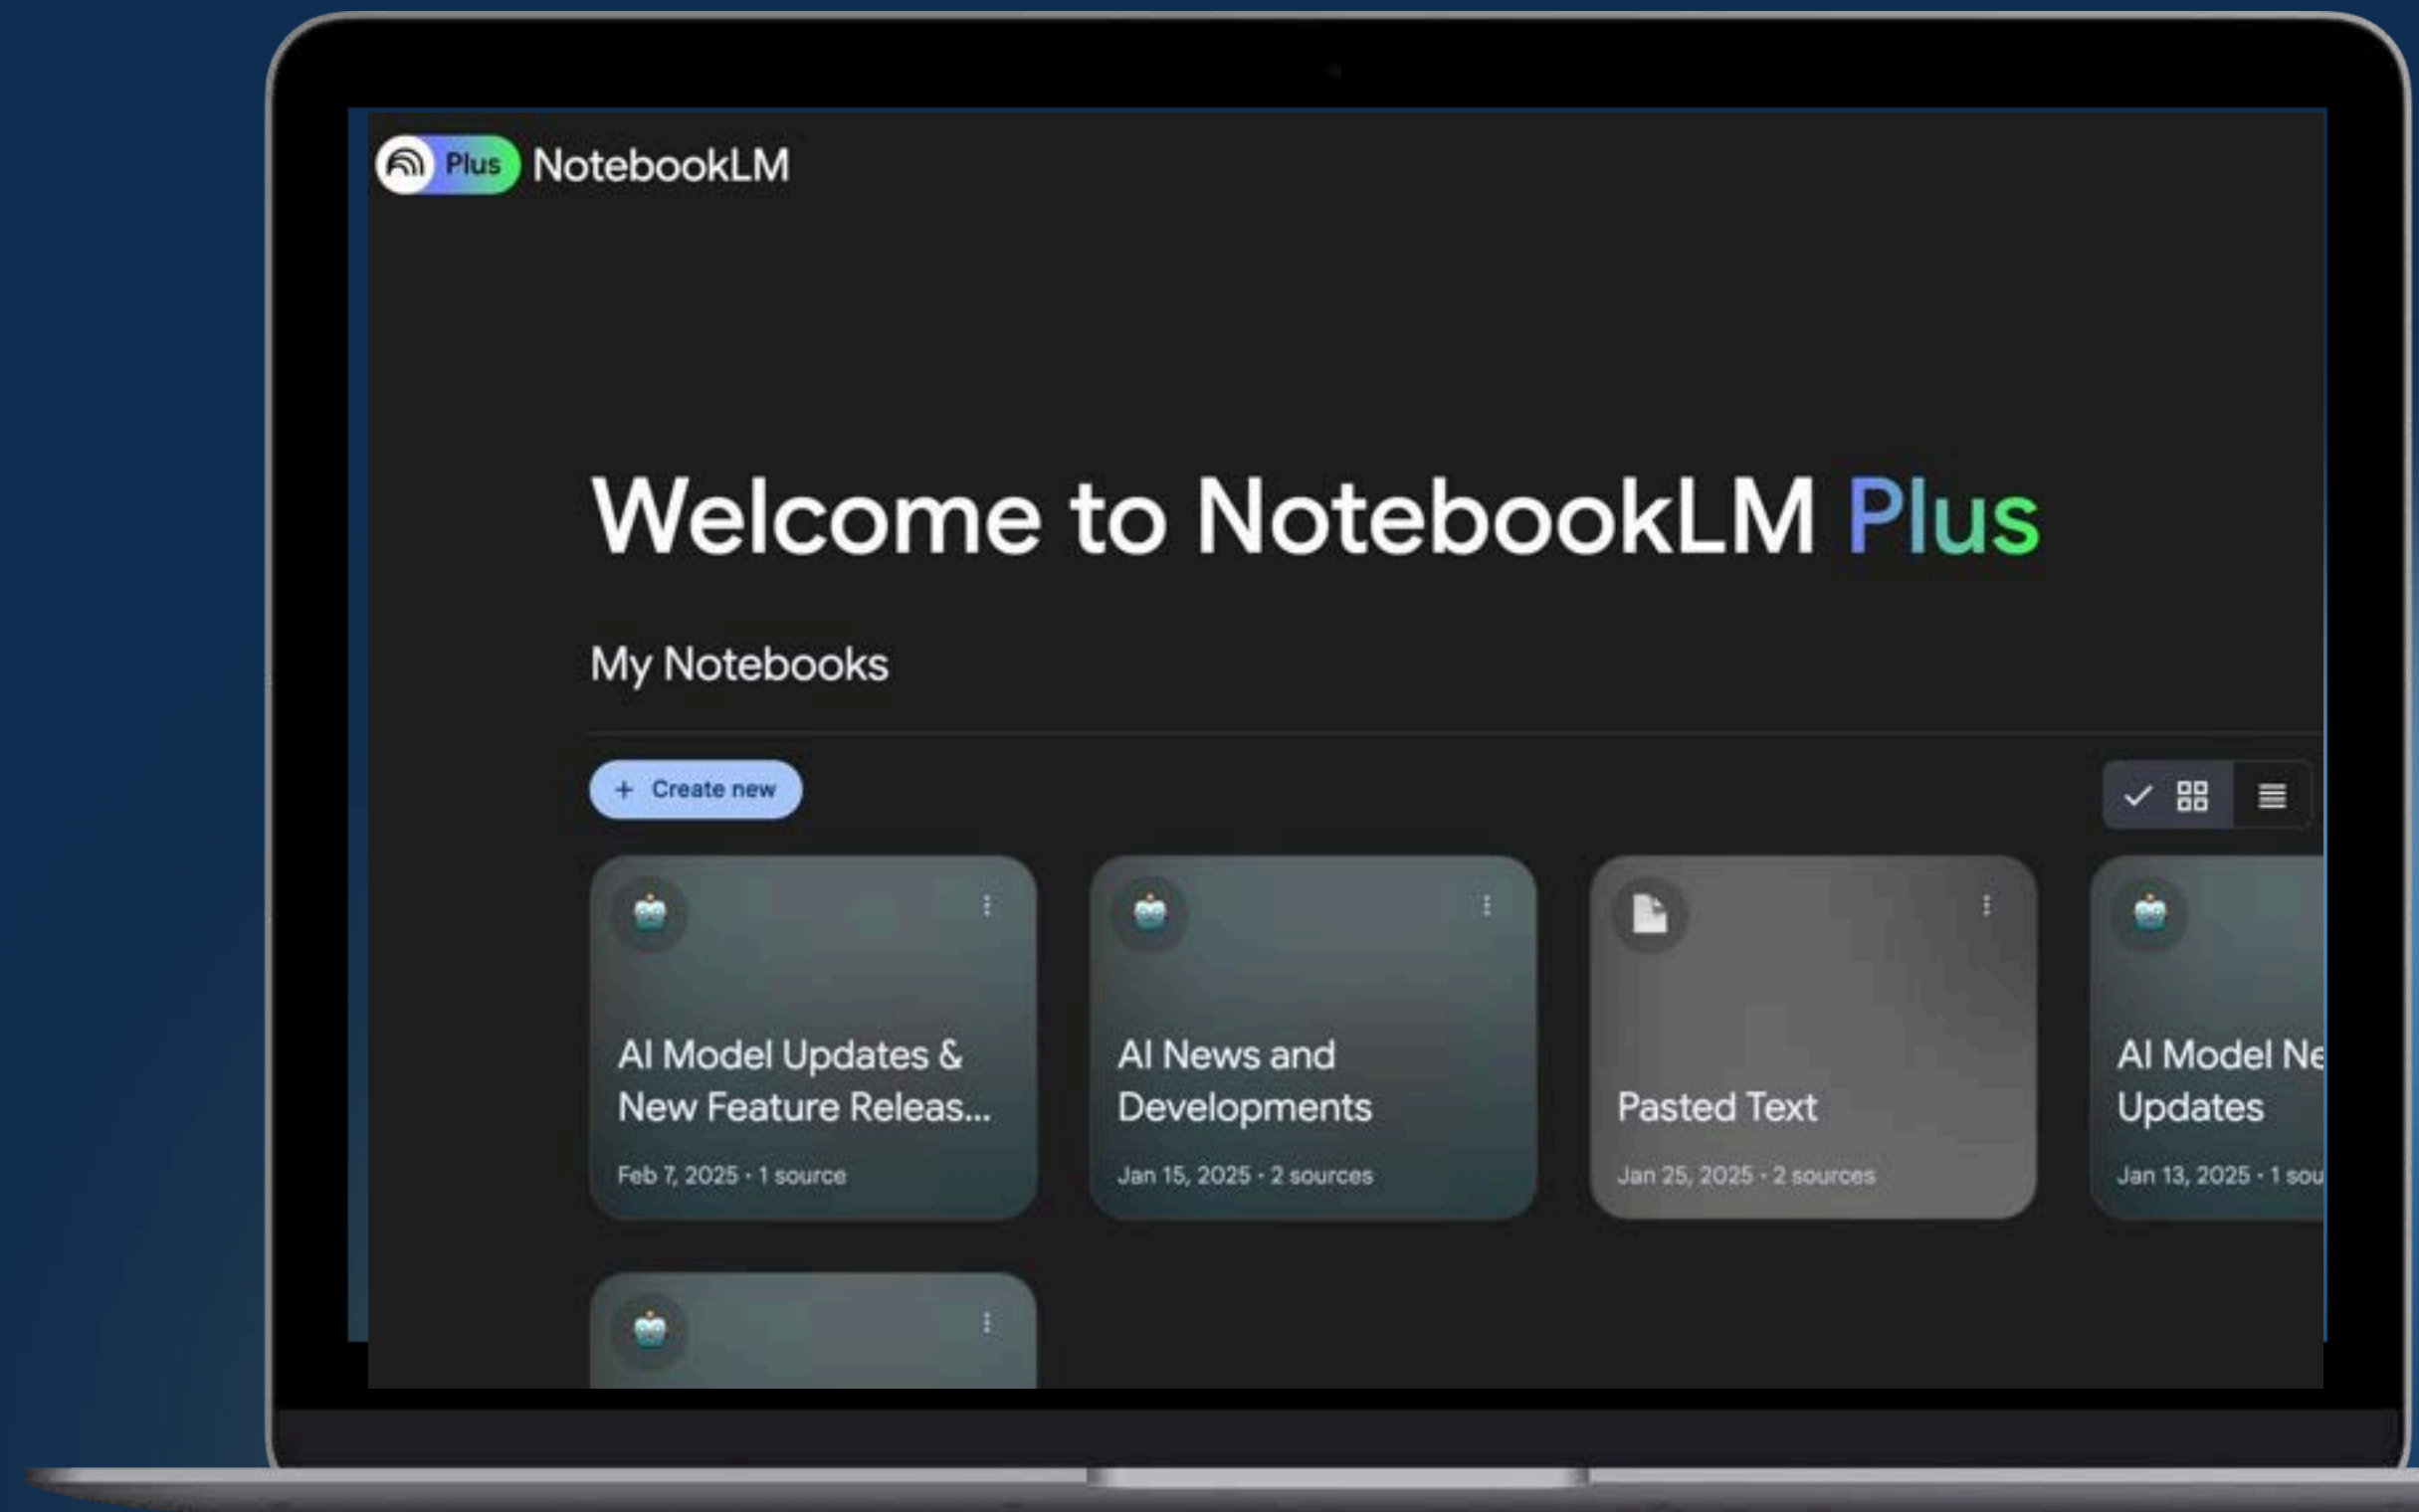 Plus NotebookLM
Welcome to NotebookLM Plus
My Notebooks
+ Create new
AI Model Updates &
New Feature Releas...
Feb 7, 2025 · 1 source
AI News and
Developments
Jan 15, 2025 · 2 sources
Pasted Text
Jan 25, 2025 · 2 sources
AI Model Ne
Updates
Jan 13, 2025 · 1 sou